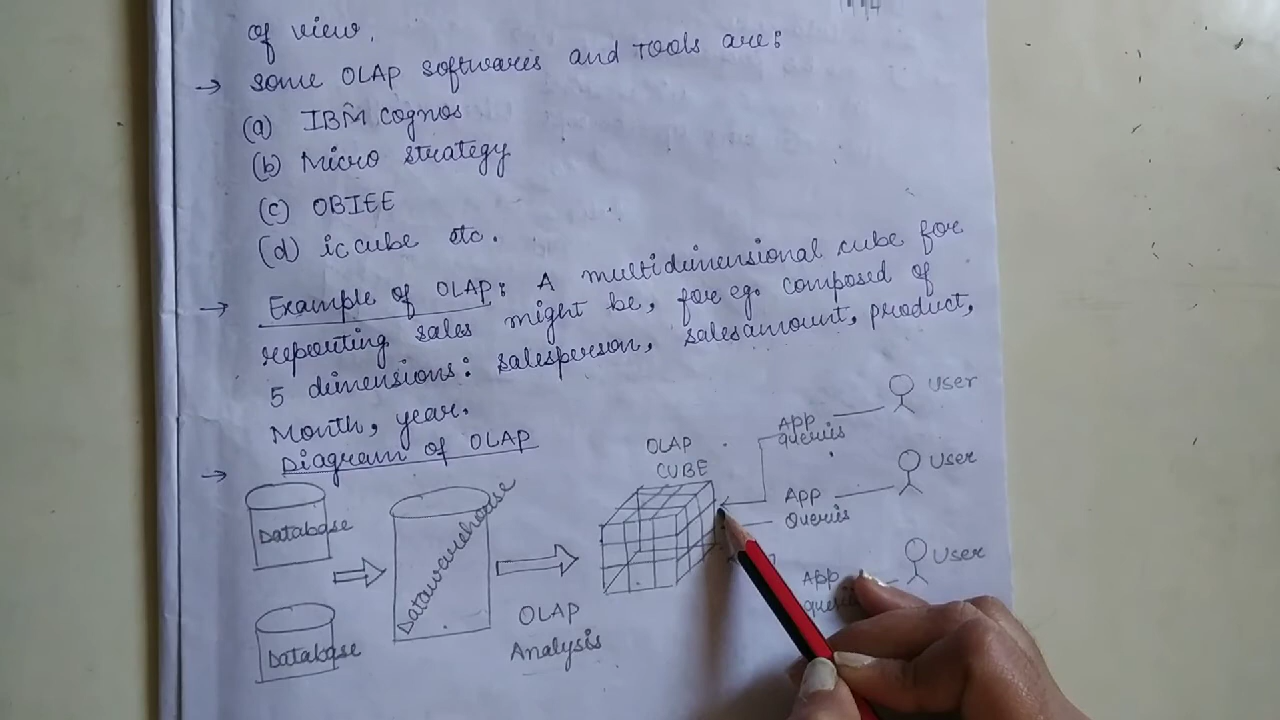 of view.
→ some OLAP softwares and Tools are:
(a) IBM cognos
(b) Micro strategy
(c) OBIEE
(d) iccube etc.
→ Example of OLAP: A multidimensional cube for
reporting sales might be, for eg. composed of
5 dimensions: salesperson, salesamount, product,
Month, year.
→ Diagram of OLAP
OLAP
CUBE
App
queries
User
Database
Datawarehouse
App
Queries
User
Database
OLAP
Analysis
App
User